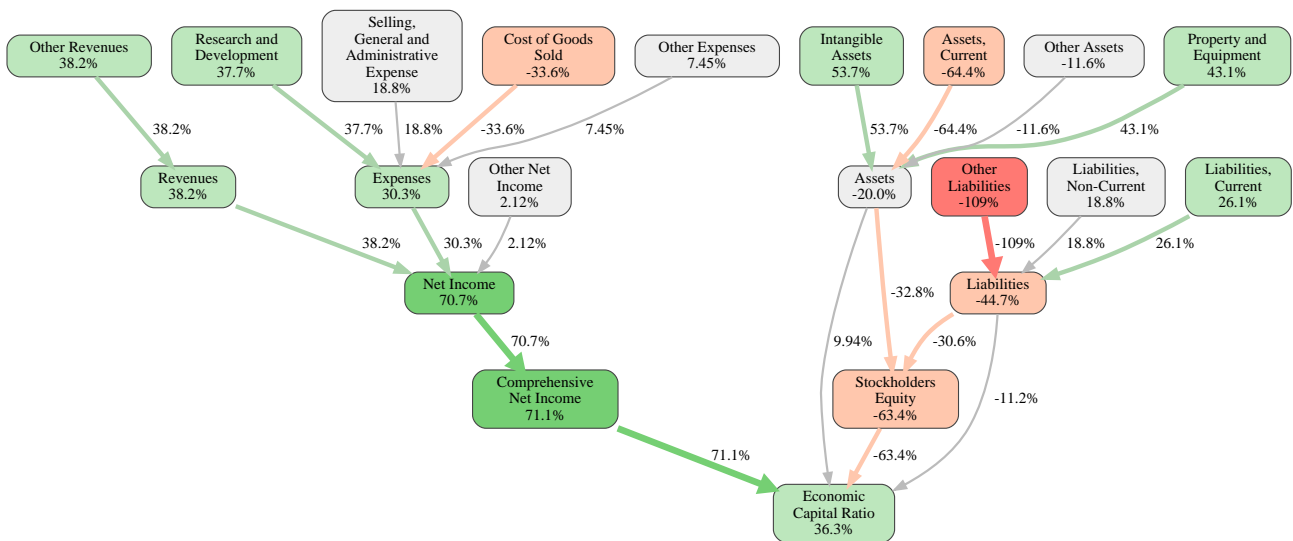 Other Revenues
38.2%
Research and
Development
37.7%
Selling,
General and
Administrative
Expense
18.8%
Cost of Goods
Sold
-33.6%
Other Expenses
7.45%
Intangible
Assets
53.7%
Assets,
Current
-64.4%
Other Assets
-11.6%
Property and
Equipment
43.1%
38.2%
37.7%
18.8%
-33.6%
7.45%
53.7%
-64.4%
-11.6%
43.1%
Revenues
38.2%
Expenses
30.3%
Other Net
Income
2.12%
Assets
-20.0%
Other
Liabilities
-109%
Liabilities,
Non-Current
18.8%
Liabilities,
Current
26.1%
38.2%
30.3%
2.12%
-109%
18.8%
26.1%
Net Income
70.7%
-32.8%
Liabilities
-44.7%
70.7%
9.94%
-30.6%
Comprehensive
Net Income
71.1%
Stockholders
Equity
-63.4%
-11.2%
71.1%
-63.4%
Economic
Capital Ratio
36.3%